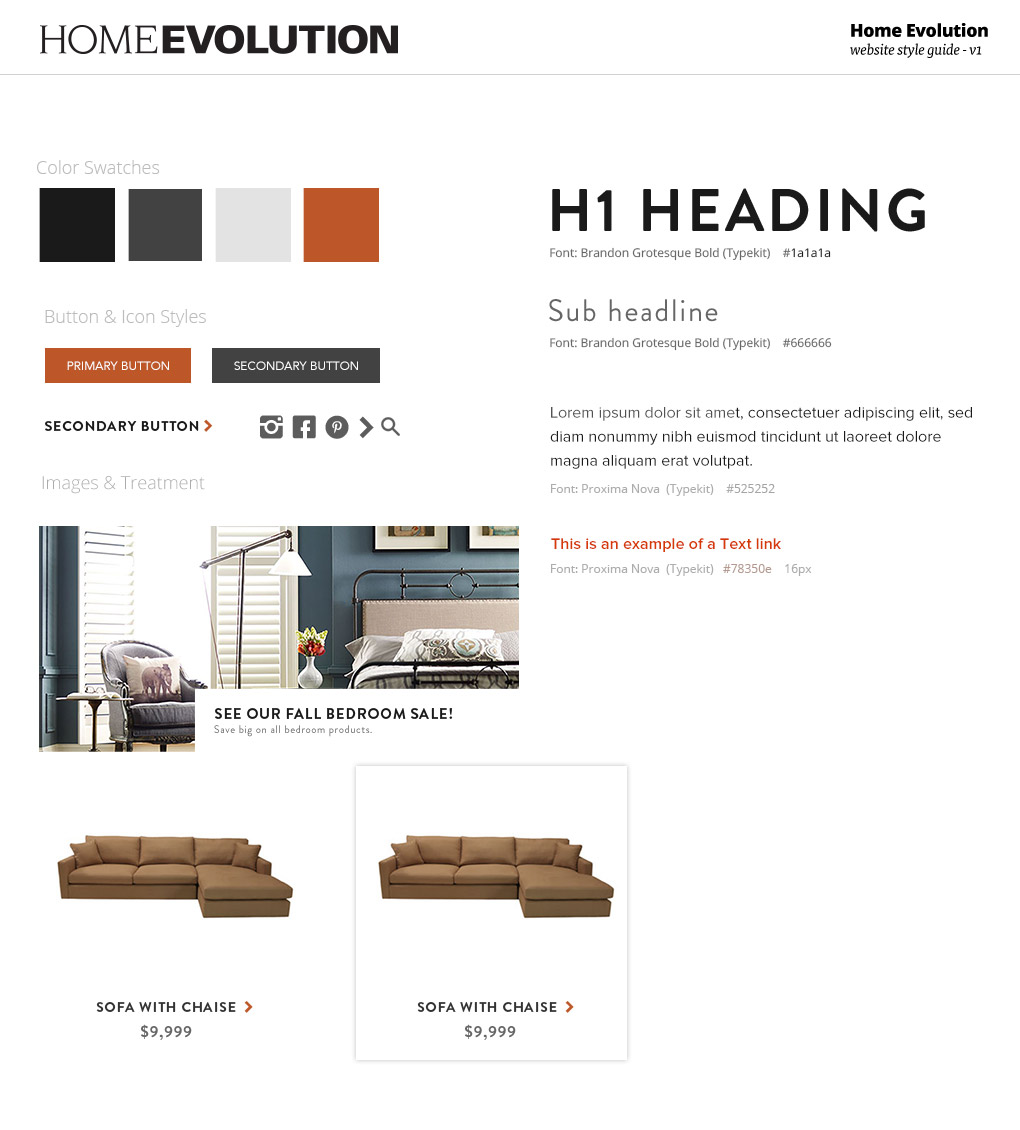 HOMEEVOLUTION
Home Evolution
website style guide - v1
Color Swatches
Button & Icon Styles
PRIMARY BUTTON
SECONDARY BUTTON
SECONDARY BUTTON
Images & Treatment
SEE OUR FALL BEDROOM SALE!
Save big on all bedroom products.
SOFA WITH CHAISE
$9,999
SOFA WITH CHAISE
$9,999
H1 HEADING
Font: Brandon Grotesque Bold (Typekit) #1a1a1a
Sub headline
Font: Brandon Grotesque Bold (Typekit) #666666
Lorem ipsum dolor sit amet, consectetuer adipiscing elit, sed
diam nonummy nibh euismod tincidunt ut laoreet dolore
magna aliquam erat volutpat.
Font: Proxima Nova (Typekit) #525252
This is an example of a Text link
Font: Proxima Nova (Typekit) #78350e 16px